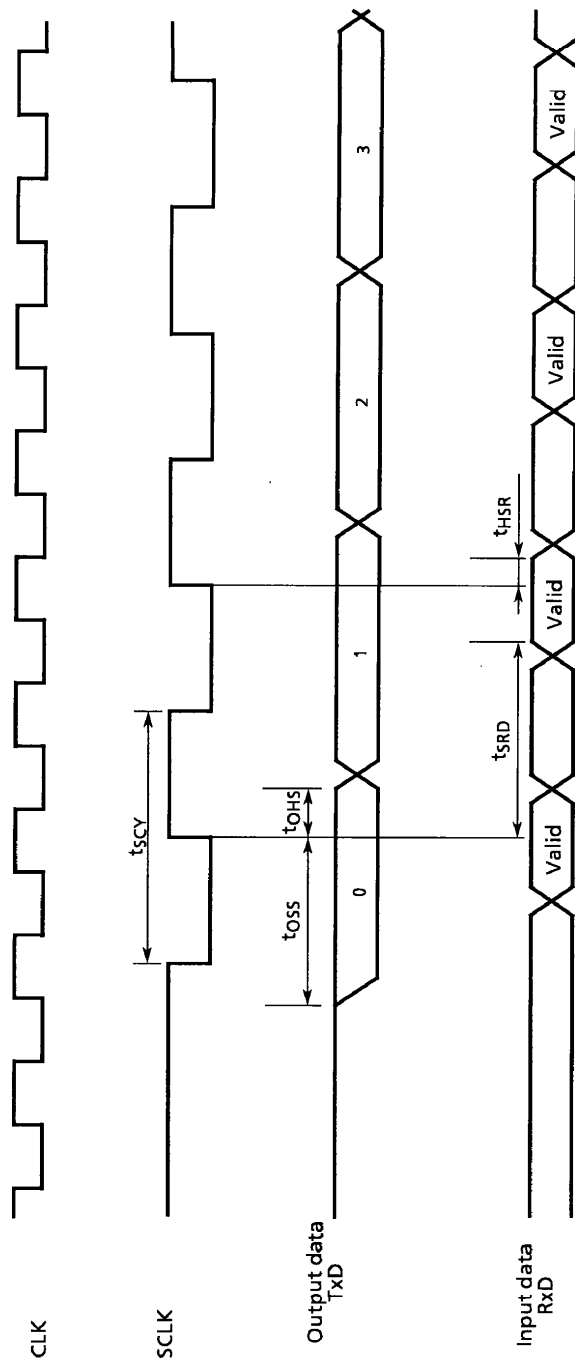 CLK
SCLK
tSCY
Output data
TxD
tOSS
tOHS
0
1
2
3
Input data
RxD
tSRD
tHSR
Valid
Valid
Valid
Valid